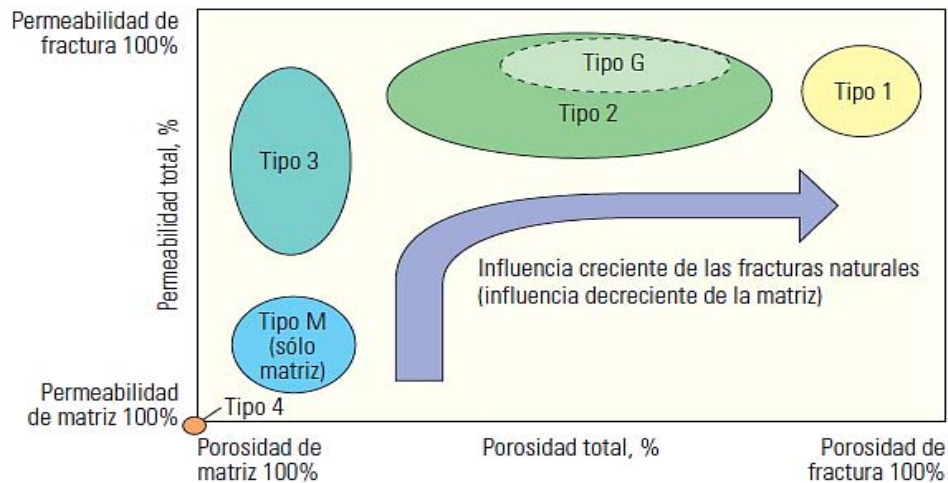 Permeabilidad de
fractura 100%
Tipo G
Tipo 2
Tipo 1
Tipo 3
Permeabilidad total, %
Influencia creciente de las fracturas naturales
(influencia decreciente de la matriz)
Tipo M
(sólo
matriz)
Permeabilidad
de matriz 100%
Tipo 4
Porosidad de
matriz 100%
Porosidad total, %
Porosidad de
fractura 100%